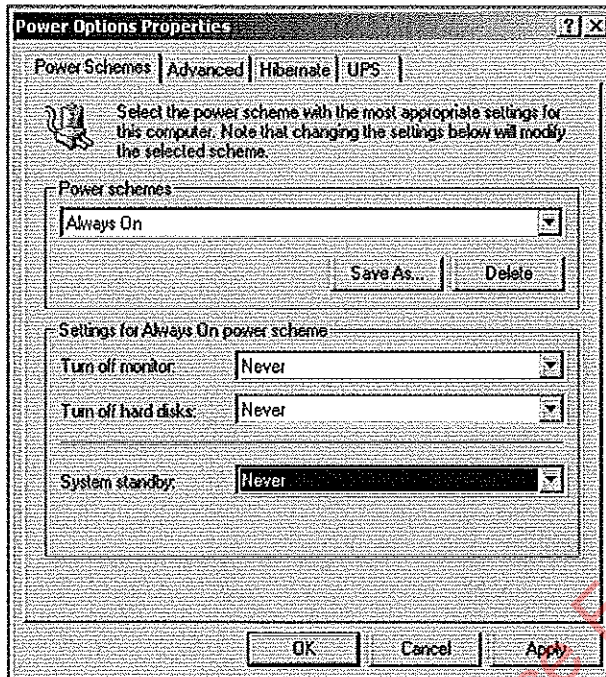 Power Options Properties
Power Schemes Advanced Hibernate UPS
Select the power scheme with the most appropriate settings for
this computer. Note that changing the settings below will modify
the selected scheme.
Power schemes
Always On
Save As... Delete
Settings for Always On power scheme
Turn off monitor: Never
Turn off hard disks: Never
System standby: Never
OK Cancel Apply